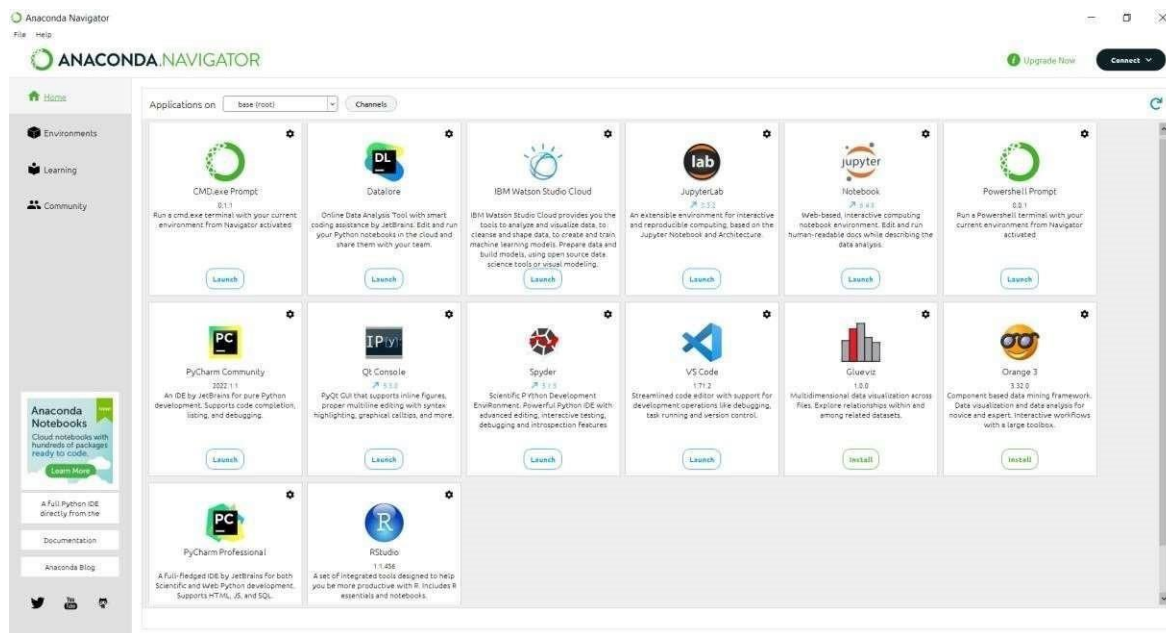 Anaconda Navigator
File Help
ANACONDA.NAVIGATOR
Upgrade Now
Connect
Home
Environments
Learning
Community
Applications on
base (root)
Channels
CMD.exe Prompt
0.1.1
Run a cmd.exe terminal with your current
environment from Navigator activated
Launch
DL
Datalore
Online Data Analysis Tool with smart
coding assistance by JetBrains. Edit and run
your Python notebooks in the cloud and
share them with your team.
Launch
IBM Watson Studio Cloud
IBM Watson Studio Cloud provides you the
tools to analyze and visualize data, to
cleanse and shape data, to create and train
machine learning models. Prepare data and
build models, using open source data
science tools or visual modeling.
Launch
lab
JupyterLab
An extensible environment for interactive
and reproducible computing, based on the
Jupyter Notebook and Architecture.
Launch
jupyter
Notebook
Web-based, interactive computing
notebook environment. Edit and run
human-readable docs while describing the
data analysis.
Launch
Powershell Prompt
0.0.1
Run a Powershell terminal with your
current environment from Navigator
activated
Launch
PC
PyCharm Community
2022.1.1
An IDE by JetBrains for pure Python
development. Supports code completion,
listing, and debugging.
Launch
IP[y]:
Qt Console
PyQt GUI that supports inline figures,
proper multiline editing with syntax
highlighting, graphical calltips, and more.
Launch
Spyder
Scientific PYthon Development
EnviRonment. Powerful Python IDE with
advanced editing, interactive testing,
debugging and introspection features
Launch
VS Code
1.71.2
Streamlined code editor with support for
development operations like debugging,
task running and version control.
Launch
Glueviz
1.0.0
Multidimensional data visualization across
files. Explore relationships within and
among related datasets.
Install
Orange 3
3.32.0
Component based data mining framework.
Data visualization and data analysis for
novice and expert. Interactive workflows
with a large toolbox.
Install
PC
PyCharm Professional
A full-fledged IDE by JetBrains for both
Scientific and Web Python development.
Supports HTML, JS, and SQL.
R
RStudio
1.1.456
A set of integrated tools designed to help
you be more productive with R. Includes R
essentials and notebooks.
Anaconda
Notebooks
Cloud notebooks with
hundreds of packages
ready to code.
Learn More
A full Python IDE
directly from the
Documentation
Anaconda Blog